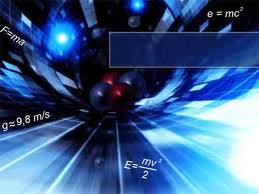 e = mc²
F=ma
g≈9,8 m/s
E=mv²/2